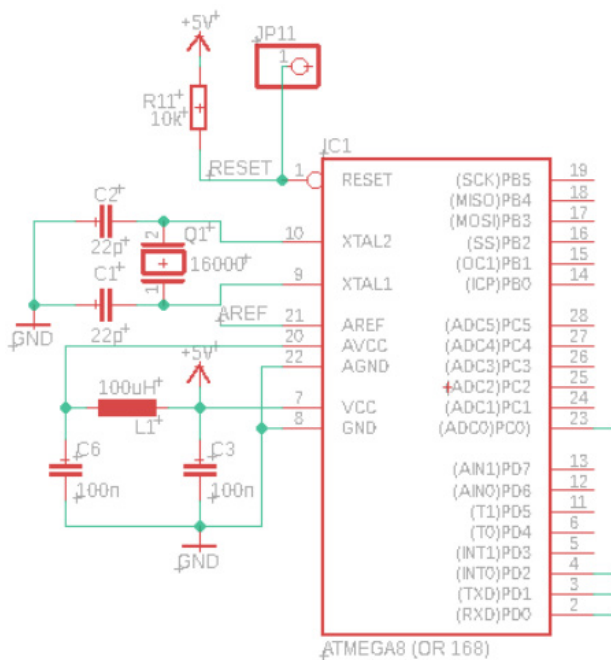 +5V
JP11
1
R11
10k
RESET
IC1
1
RESET
(SCK)PB5
19
(MISO)PB4
18
(MOSI)PB3
17
C2
22p
2
Q1
16000
1
10
XTAL2
(SS)PB2
16
(OC1)PB1
15
C1
22p
9
XTAL1
(ICP)PB0
14
GND
AREF
21
AREF
(ADC5)PC5
28
20
AVCC
(ADC4)PC4
27
+5V
22
AGND
(ADC3)PC3
26
(ADC2)PC2
25
100uH
L1
7
VCC
(ADC1)PC1
24
8
GND
(ADC0)PC0
23
C6
100n
C3
100n
(AIN1)PD7
13
(AIN0)PD6
12
(T1)PD5
11
(T0)PD4
6
GND
(INT1)PD3
5
(INT0)PD2
4
(TXD)PD1
3
(RXD)PD0
2
ATMEGA8 (OR 168)